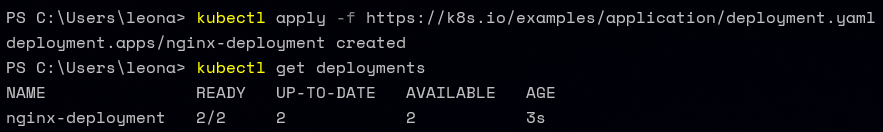 PS C:\Users\leona> kubectl apply -f https://k8s.io/examples/application/deployment.yaml
deployment.apps/nginx-deployment created
PS C:\Users\leona> kubectl get deployments
NAME               READY   UP-TO-DATE   AVAILABLE   AGE
nginx-deployment   2/2     2            2           3s